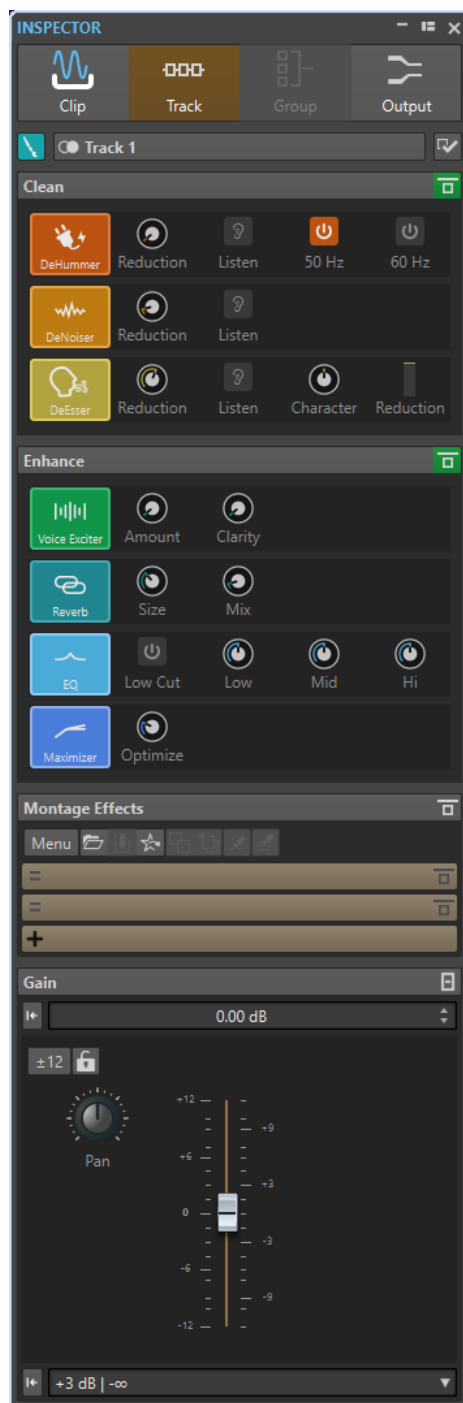 INSPECTOR
Clip Track Group Output
Track 1
Clean
DeHummer Reduction Listen 50 Hz 60 Hz
DeNoiser Reduction Listen
DeEsser Reduction Listen Character Reduction
Enhance
Voice Exciter Amount Clarity
Reverb Size Mix
EQ Low Cut Low Mid Hi
Maximizer Optimize
Montage Effects
Menu
Gain
0.00 dB
±12
Pan
+12
+9
+6
+3
0
-3
-6
-9
-12
+3 dB | -∞